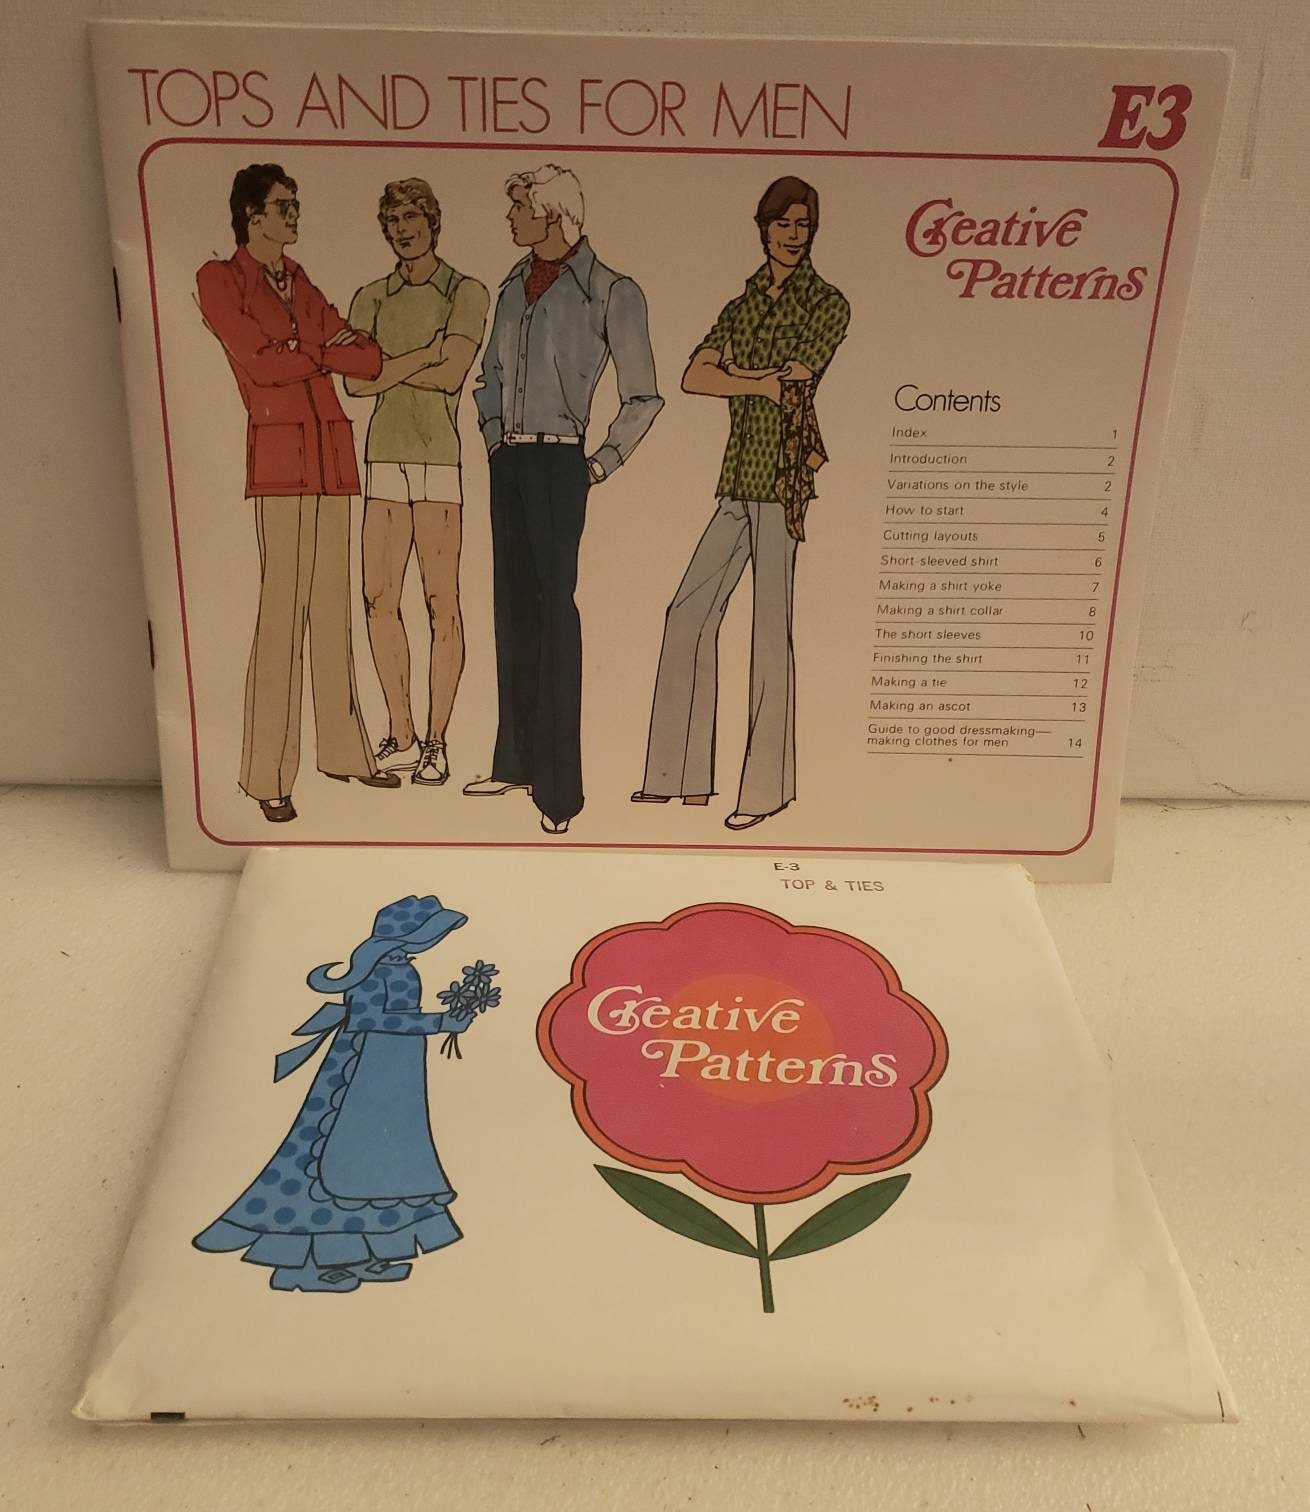 TOPS AND TIES FOR MEN
E3
Creative
Patterns
Contents
Index 1
Introduction 2
Variations on the style 2
How to start 4
Cutting layouts 5
Short-sleeved shirt 6
Making a shirt yoke 7
Making a shirt collar 8
The short sleeves 10
Finishing the shirt 11
Making a tie 12
Making an ascot 13
Guide to good dressmaking—
making clothes for men 14
E-3
TOP & TIES
Creative
Patterns